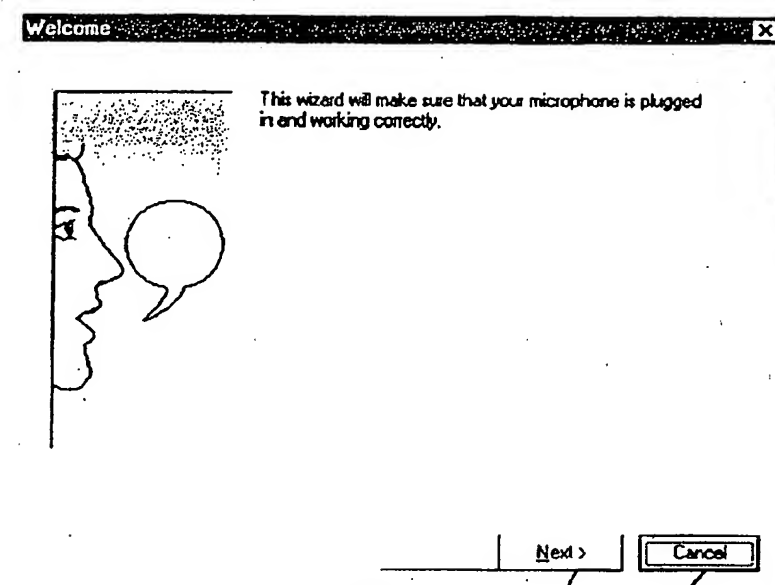 Welcome
This wizard will make sure that your microphone is plugged
in and working correctly.
Next >
Cancel